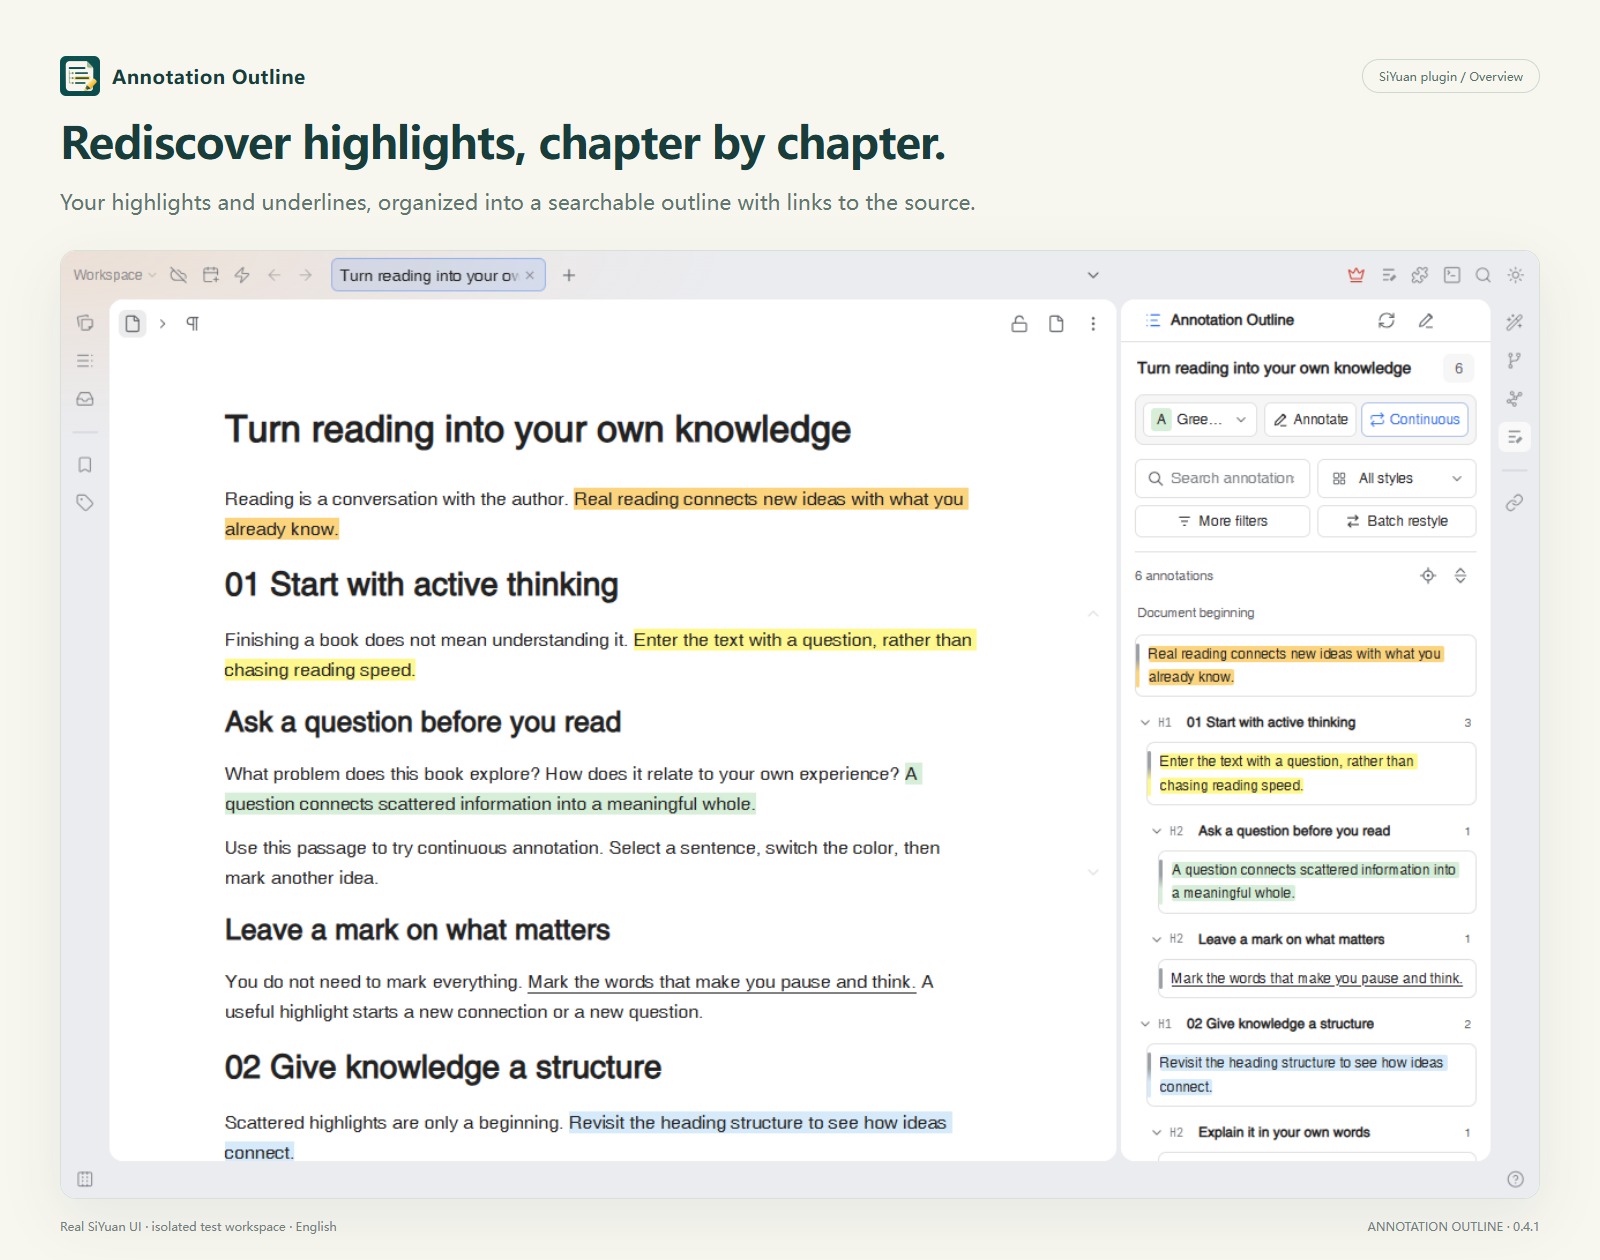 Annotation Outline
SiYuan plugin / Overview
Rediscover highlights, chapter by chapter.
Your highlights and underlines, organized into a searchable outline with links to the source.
Workspace
Turn reading into your ow
Turn reading into your own knowledge
Reading is a conversation with the author. Real reading connects new ideas with what you
already know.
01 Start with active thinking
Finishing a book does not mean understanding it. Enter the text with a question, rather than
chasing reading speed.
Ask a question before you read
What problem does this book explore? How does it relate to your own experience? A
question connects scattered information into a meaningful whole.
Use this passage to try continuous annotation. Select a sentence, switch the color, then
mark another idea.
Leave a mark on what matters
You do not need to mark everything. Mark the words that make you pause and think. A
useful highlight starts a new connection or a new question.
02 Give knowledge a structure
Scattered highlights are only a beginning. Revisit the heading structure to see how ideas
connect.
Annotation Outline
Turn reading into your own knowledge 6
A Gree... Annotate Continuous
Search annotation All styles
More filters Batch restyle
6 annotations
Document beginning
Real reading connects new ideas with what you
already know.
H1 01 Start with active thinking 3
Enter the text with a question, rather than
chasing reading speed.
H2 Ask a question before you read 1
A question connects scattered information into
a meaningful whole.
H2 Leave a mark on what matters 1
Mark the words that make you pause and think.
H1 02 Give knowledge a structure 2
Revisit the heading structure to see how ideas
connect.
H2 Explain it in your own words 1
Real SiYuan UI · isolated test workspace · English
ANNOTATION OUTLINE · 0.4.1